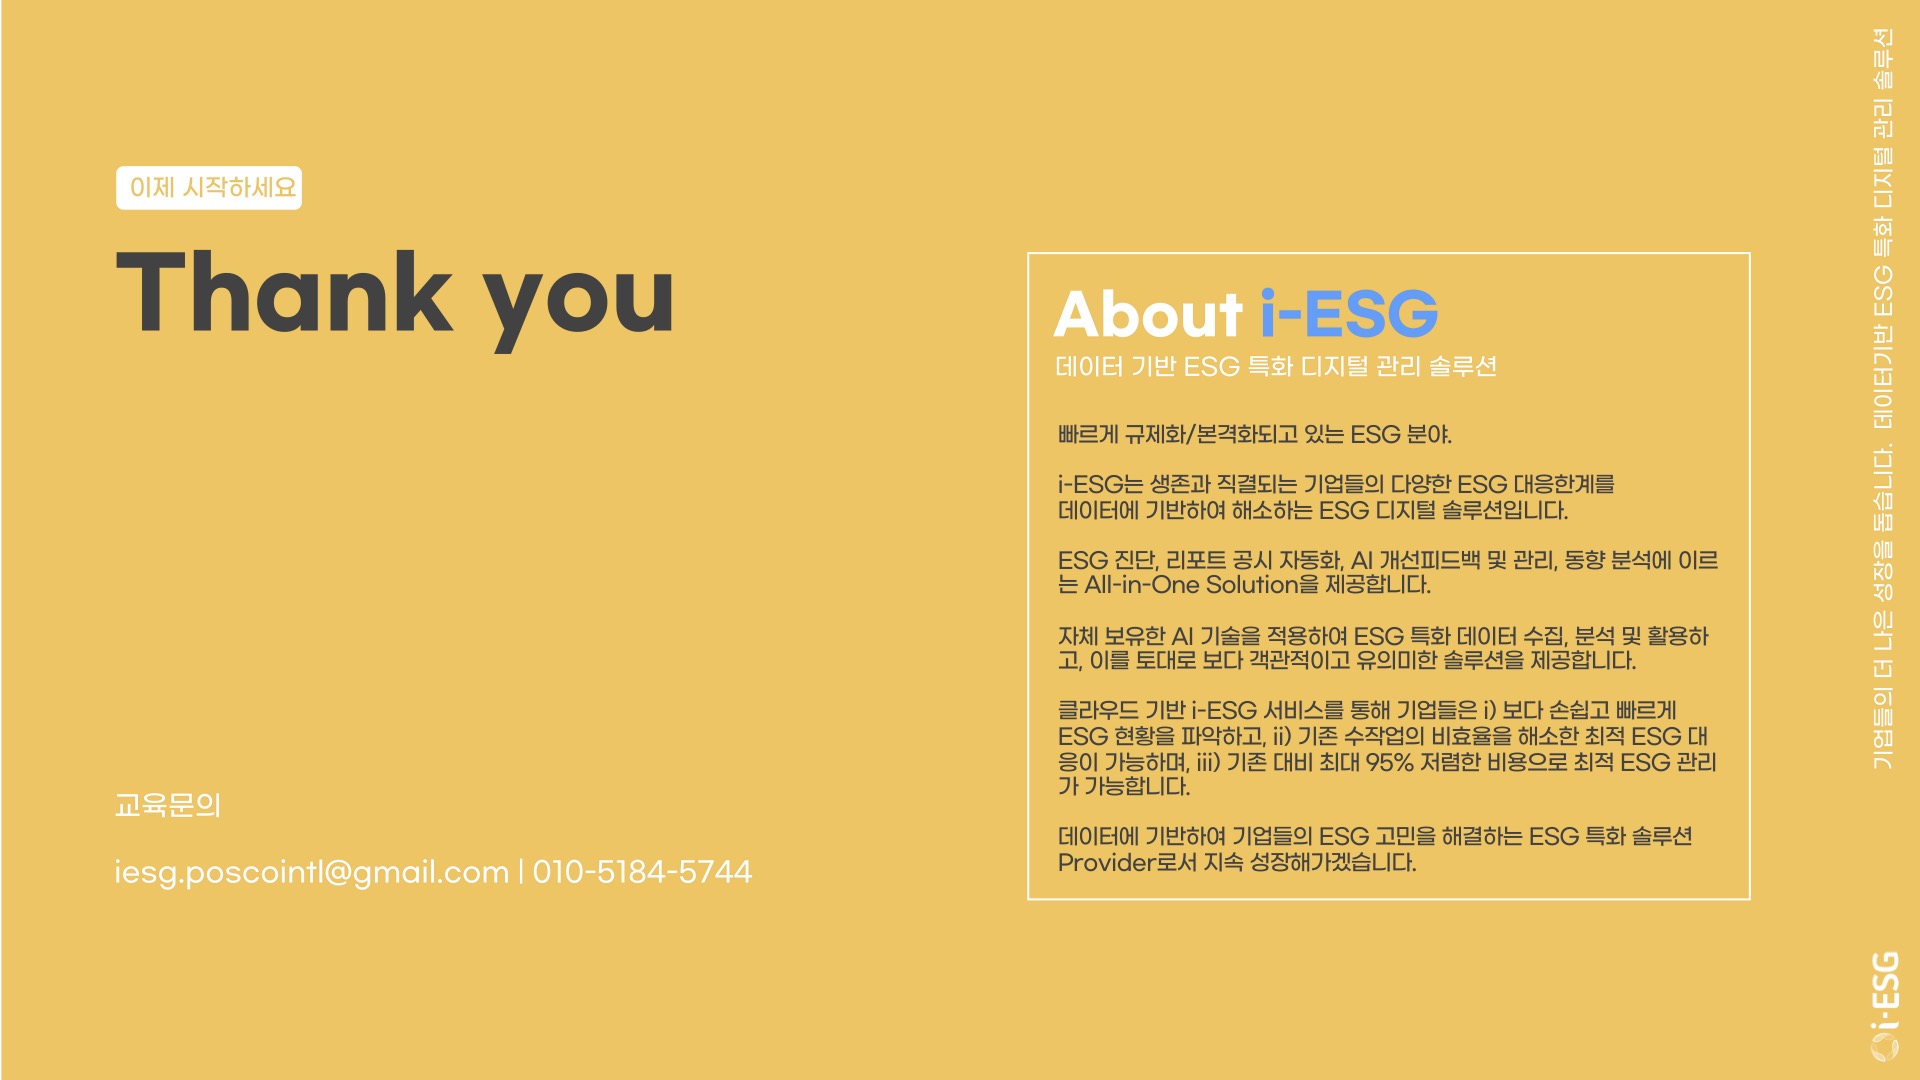 이제 시작하세요
Thank you
교육문의
iesg.poscointl@gmail.com | 010-5184-5744
About i-ESG
데이터 기반 ESG 특화 디지털 관리 솔루션
빠르게 규제화/본격화되고 있는 ESG 분야.
i-ESG는 생존과 직결되는 기업들의 다양한 ESG 대응한계를
데이터에 기반하여 해소하는 ESG 디지털 솔루션입니다.
ESG 진단, 리포트 공시 자동화, AI 개선피드백 및 관리, 동향 분석에 이르
는 All-in-One Solution을 제공합니다.
자체 보유한 AI 기술을 적용하여 ESG 특화 데이터 수집, 분석 및 활용하
고, 이를 토대로 보다 객관적이고 유의미한 솔루션을 제공합니다.
클라우드 기반 i-ESG 서비스를 통해 기업들은 i) 보다 손쉽고 빠르게
ESG 현황을 파악하고, ii) 기존 수작업의 비효율을 해소한 최적 ESG 대
응이 가능하며, iii) 기존 대비 최대 95% 저렴한 비용으로 최적 ESG 관리
가 가능합니다.
데이터에 기반하여 기업들의 ESG 고민을 해결하는 ESG 특화 솔루션
Provider로서 지속 성장해가겠습니다.
기업들의 더 나은 성장을 돕습니다. 데이터기반 ESG 특화 디지털 관리 솔루션
i-ESG